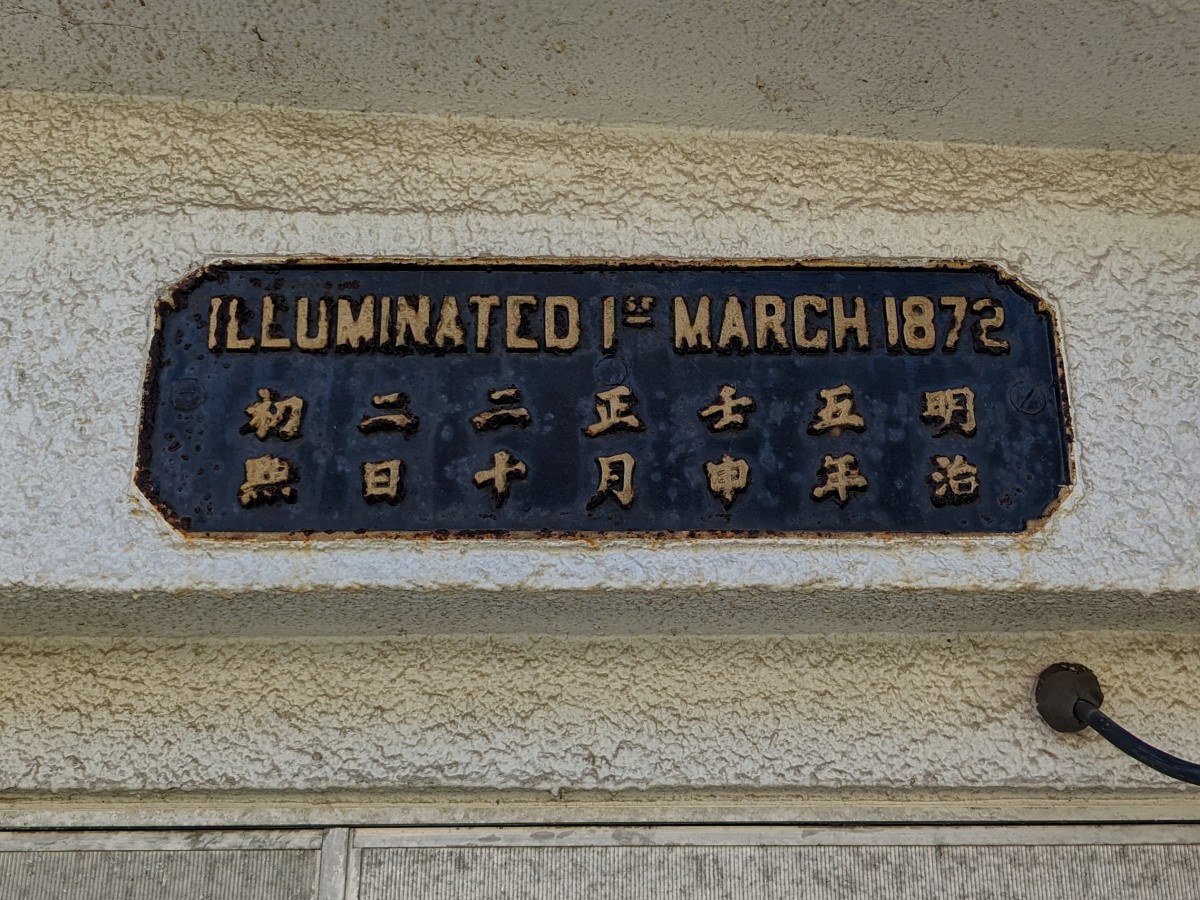 ILLUMINATED 1ST MARCH 1872
明治
五年
壬申
正月
二十
二日
初點